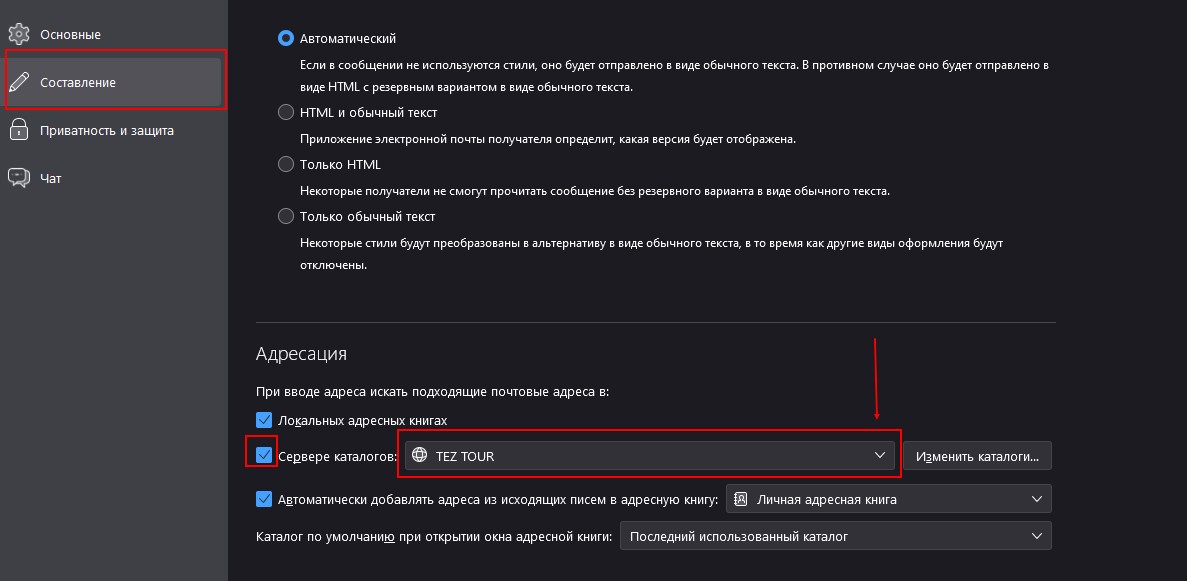 Основные
Составление
Приватность и защита
Чат
Автоматический
Если в сообщении не используются стили, оно будет отправлено в виде обычного текста. В противном случае оно будет отправлено в
виде HTML с резервным вариантом в виде обычного текста.
HTML и обычный текст
Приложение электронной почты получателя определит, какая версия будет отображена.
Только HTML
Некоторые получатели не смогут прочитать сообщение без резервного варианта в виде обычного текста.
Только обычный текст
Некоторые стили будут преобразованы в альтернативу в виде обычного текста, в то время как другие виды оформления будут
отключены.
Адресация
При вводе адреса искать подходящие почтовые адреса в:
Локальных адресных книгах
Сервере каталогов: TEZ TOUR Изменить каталоги...
Автоматически добавлять адреса из исходящих писем в адресную книгу: Личная адресная книга
Каталог по умолчанию при открытии окна адресной книги: Последний использованный каталог